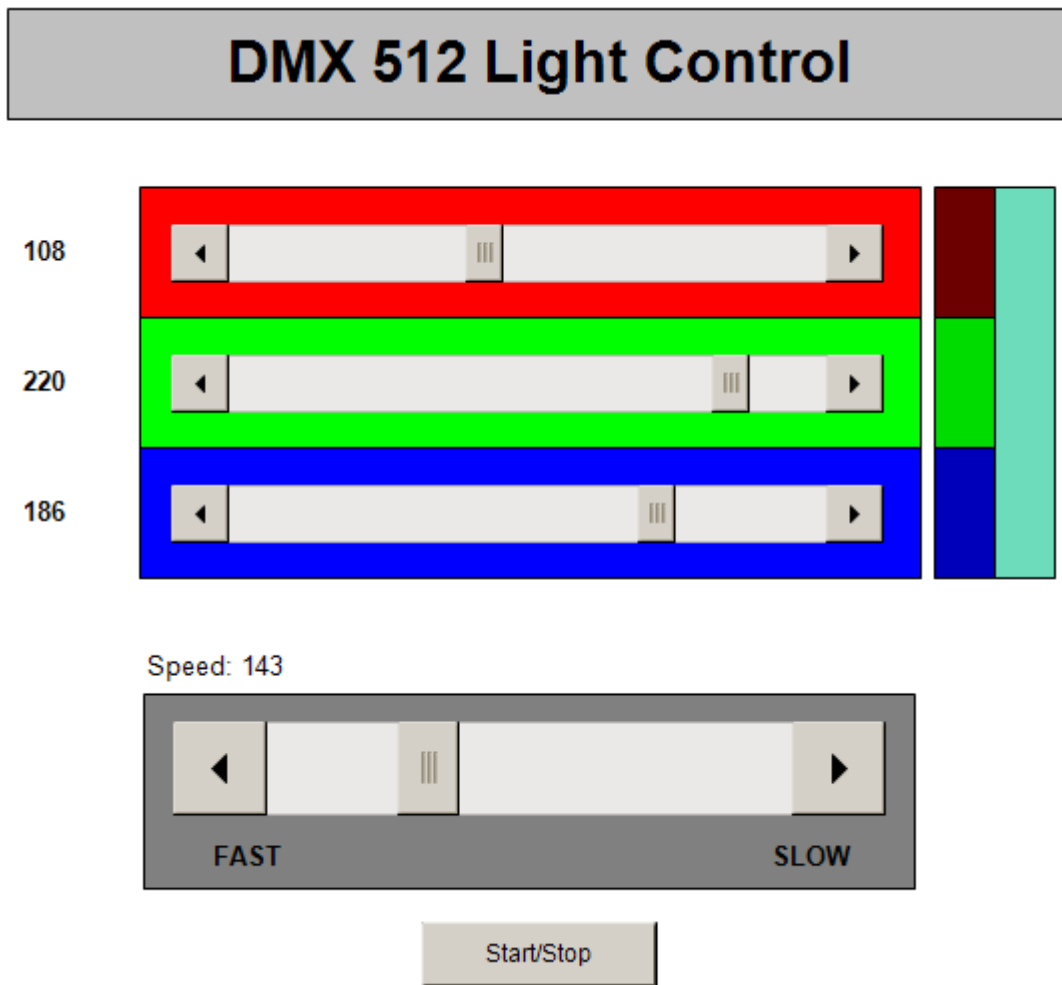 DMX 512 Light Control
108
220
186
Speed: 143
FAST SLOW
Start/Stop